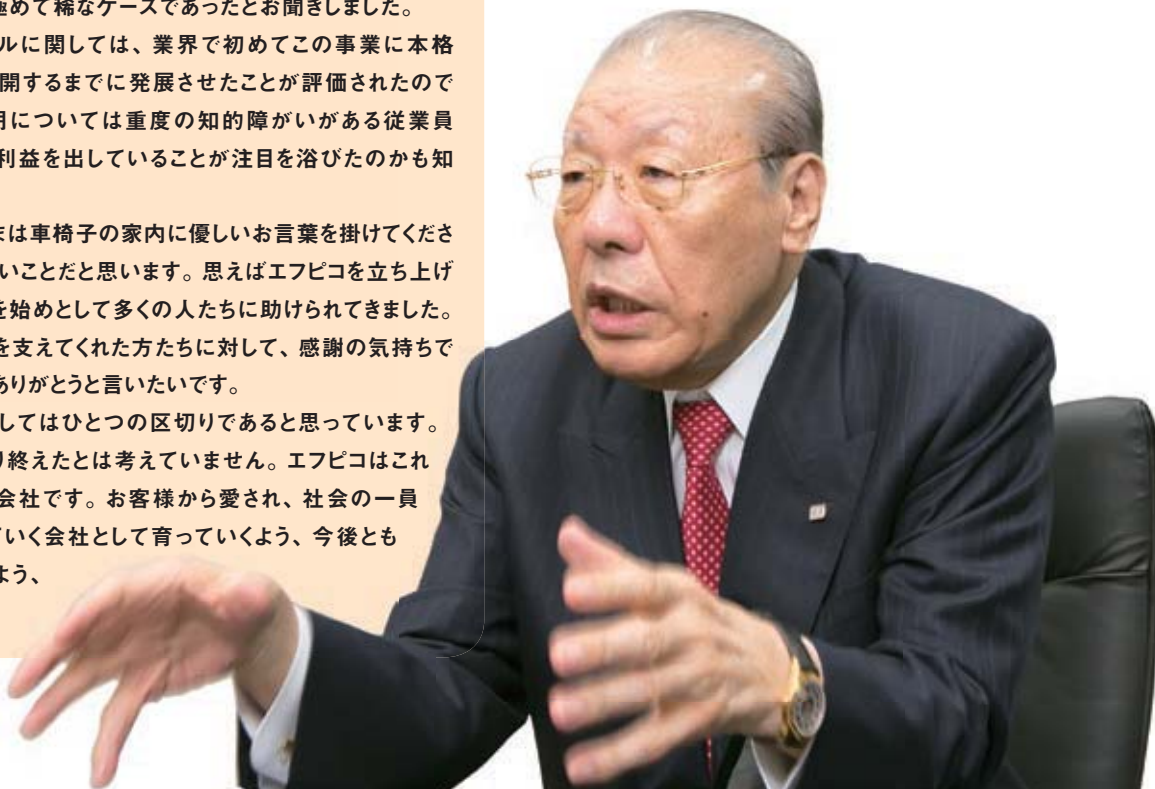 極めて稀なケースであったとお聞きしました。
ルに関しては、業界で初めてこの事業に本格
開するまでに発展させたことが評価されたので
用については重度の知的障がいがある従業員
利益を出していることが注目を浴びたのかも知
は車椅子の家内に優しいお言葉を掛けてくださ
いことだと思います。思えばエフピコを立ち上げ
を始めとして多くの人たちに助けられてきました。
を支えてくれた方たちに対して、感謝の気持ちで
ありがとうと言いたいです。
してはひとつの区切りであると思っています。
り終えたとは考えていません。エフピコはこれ
会社です。お客様から愛され、社会の一員
いく会社として育っていくよう、今後とも
よう、